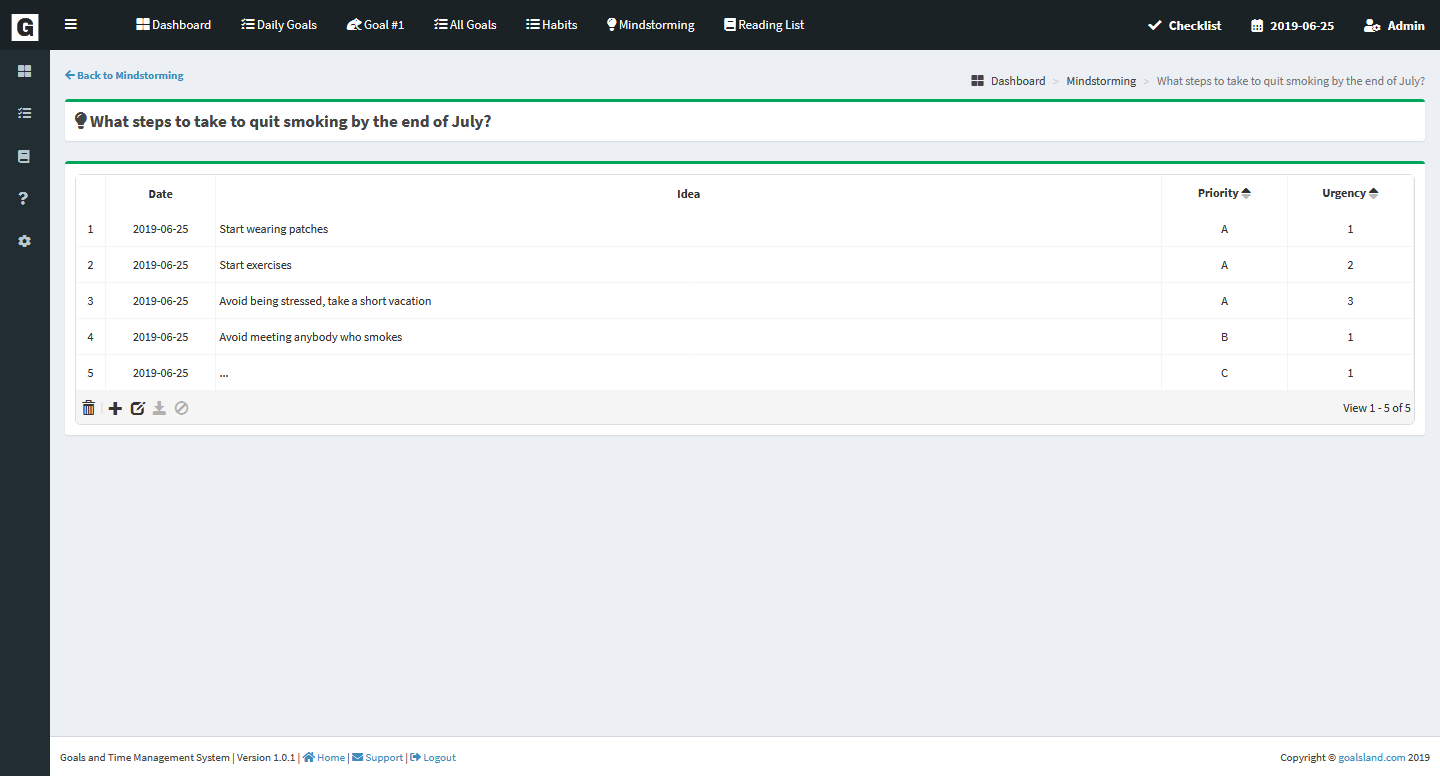 G Dashboard Daily Goals Goal #1 All Goals Habits Mindstorming Reading List Checklist 2019-06-25 Admin
Back to Mindstorming
Dashboard > Mindstorming > What steps to take to quit smoking by the end of July?
What steps to take to quit smoking by the end of July?
Date Idea Priority Urgency
1 2019-06-25 Start wearing patches A 1
2 2019-06-25 Start exercises A 2
3 2019-06-25 Avoid being stressed, take a short vacation A 3
4 2019-06-25 Avoid meeting anybody who smokes B 1
5 2019-06-25 ... C 1
View 1 - 5 of 5
Goals and Time Management System | Version 1.0.1 | Home | Support | Logout Copyright © goalsland.com 2019